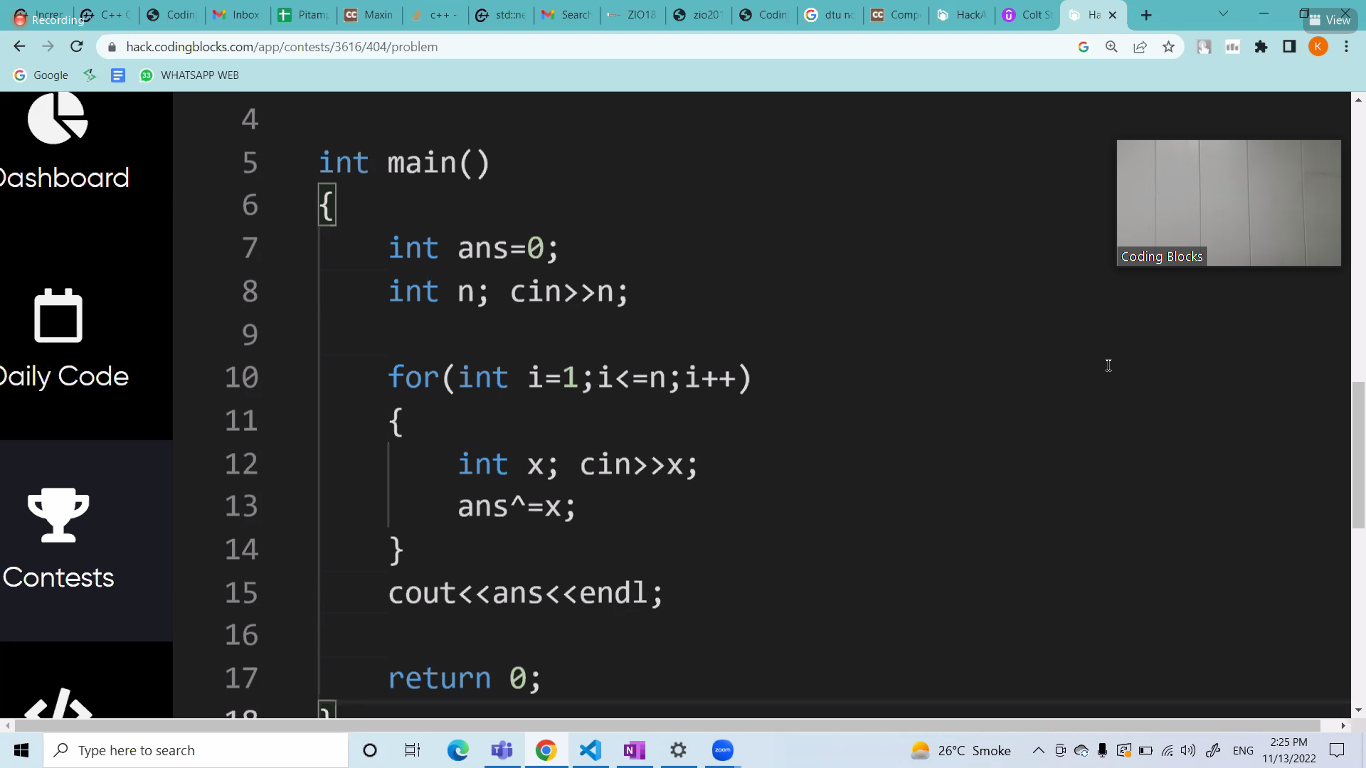 Recording
Increc
C++ C
Codin
Inbox
Pitam
Maxin
c++ -
std::ne
Search
ZIO18
zio201
Codin
dtu no
Comp
HackA
Colt S
Ha
View
hack.codingblocks.com/app/contests/3616/404/problem
K
Google
WHATSAPP WEB
Dashboard
Daily Code
Contests
4
5 int main()
6 {
7 int ans=0;
8 int n; cin>>n;
9
10 for(int i=1;i<=n;i++)
11 {
12 int x; cin>>x;
13 ans^=x;
14 }
15 cout<<ans<<endl;
16
17 return 0;
18 }
Coding Blocks
Type here to search
26°C Smoke
ENG
2:25 PM
11/13/2022